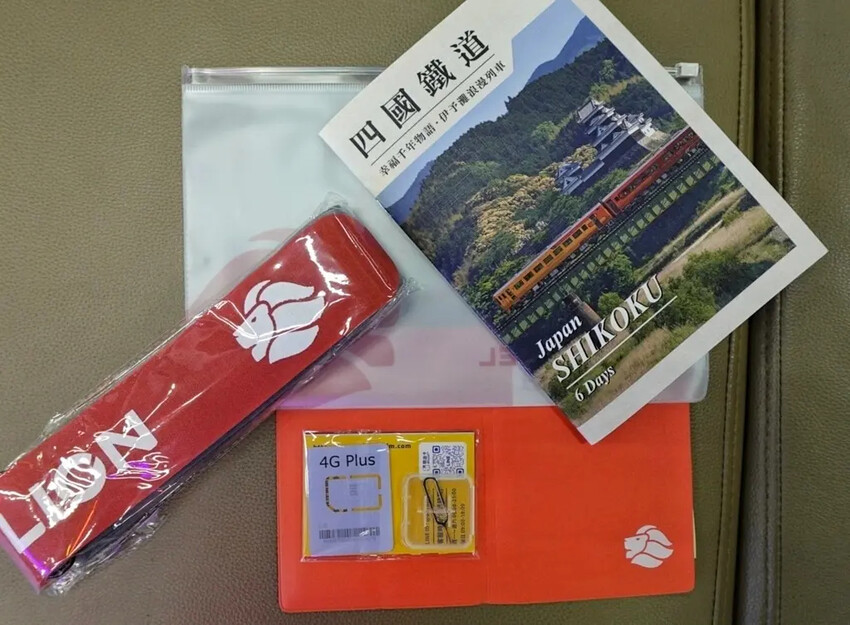 四國鐵道
幸福千年物語．伊予灘浪漫列車
Japan
SHIKOKU
6 Days
LION
4G Plus